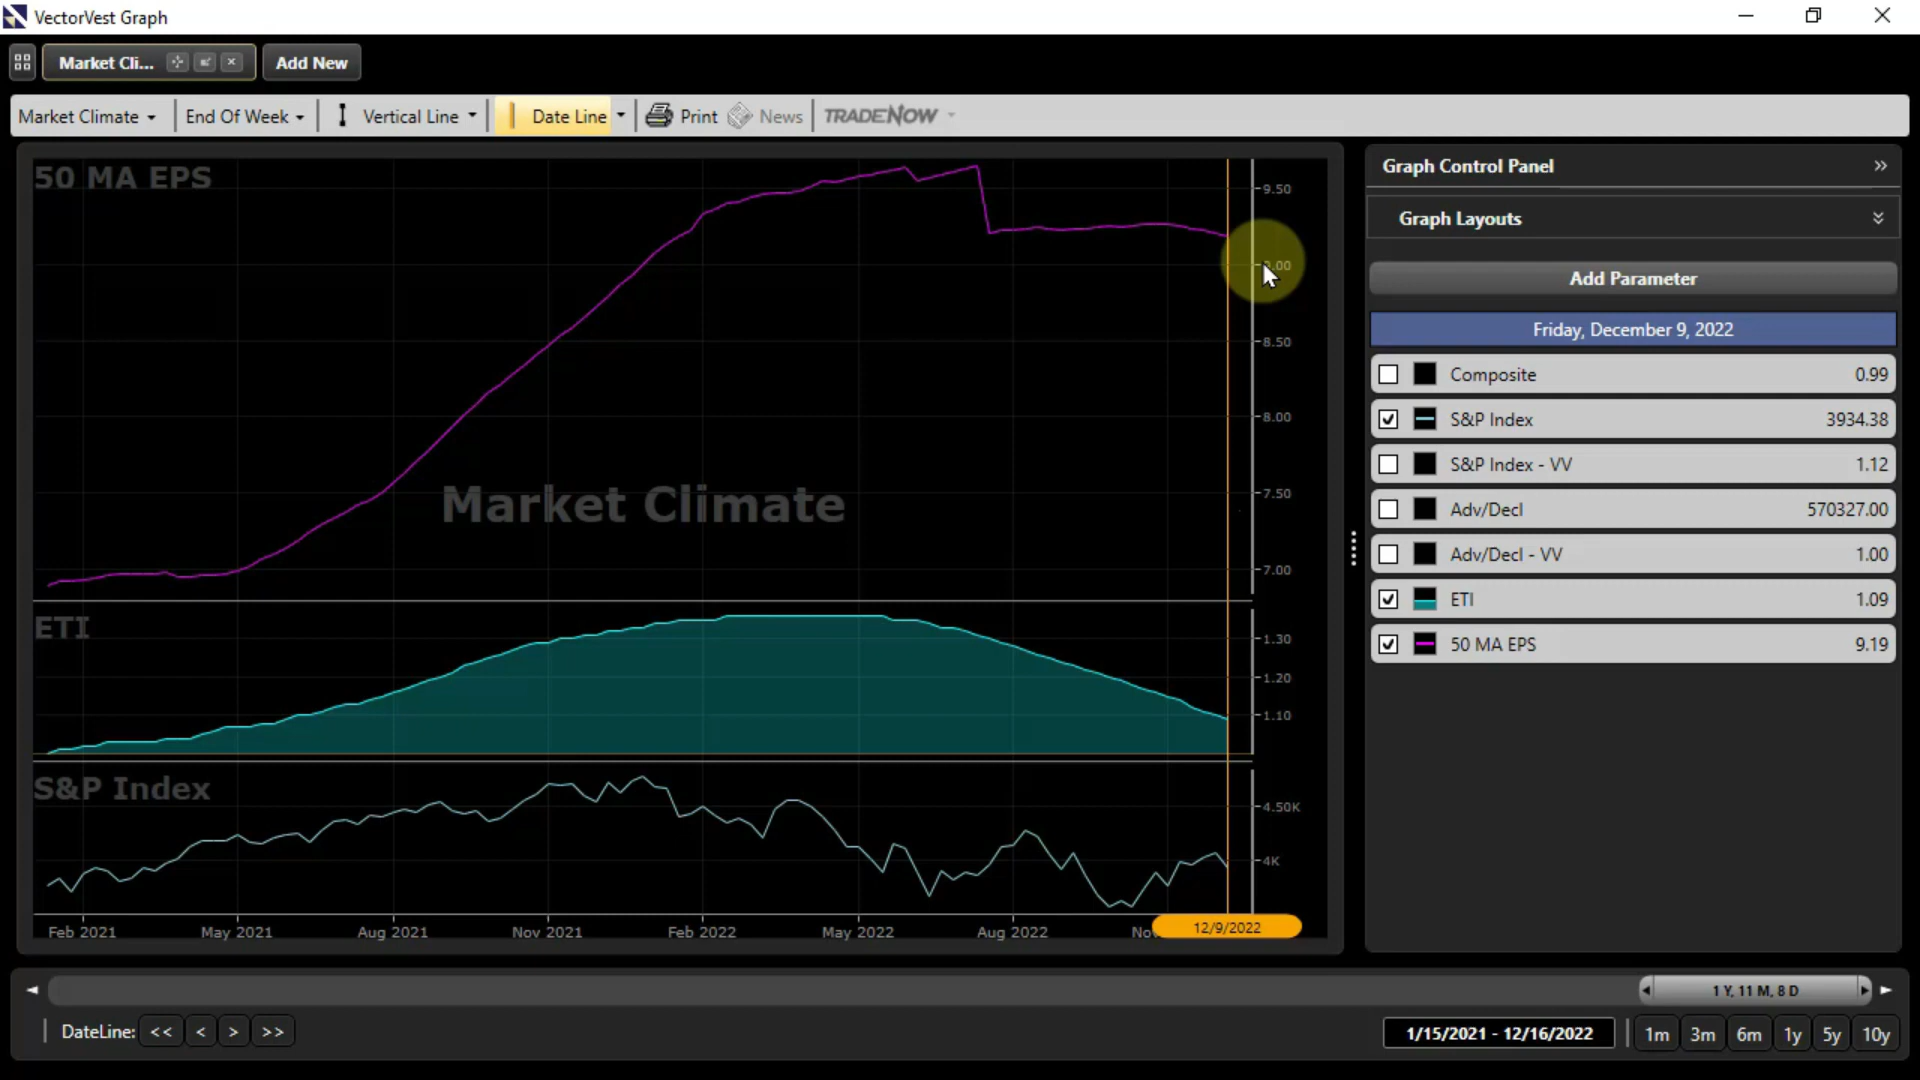 VectorVest Graph
Market Cli... Add New
Market Climate End Of Week Vertical Line Date Line Print News TRADENOW
50 MA EPS
9.50
9.00
8.50
8.00
7.50
7.00
Market Climate
ETI
1.30
1.20
1.10
S&P Index
4.50K
4K
Feb 2021 May 2021 Aug 2021 Nov 2021 Feb 2022 May 2022 Aug 2022 12/9/2022
Graph Control Panel
Graph Layouts
Add Parameter
Friday, December 9, 2022
Composite 0.99
S&P Index 3934.38
S&P Index - VV 1.12
Adv/Decl 570327.00
Adv/Decl - VV 1.00
ETI 1.09
50 MA EPS 9.19
1 Y, 11 M, 8 D
DateLine: << < > >> 1/15/2021 - 12/16/2022 1m 3m 6m 1y 5y 10y